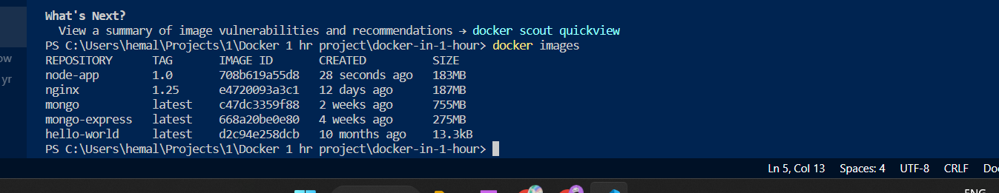 What's Next?
View a summary of image vulnerabilities and recommendations → docker scout quickview
PS C:\Users\hemal\Projects\1\Docker 1 hr project\docker-in-1-hour> docker images
REPOSITORY TAG IMAGE ID CREATED SIZE
node-app 1.0 708b619a55d8 28 seconds ago 183MB
nginx 1.25 e4720093a3c1 12 days ago 187MB
mongo latest c47dc3359f88 2 weeks ago 755MB
mongo-express latest 668a20be0e80 4 weeks ago 275MB
hello-world latest d2c94e258dcb 10 months ago 13.3kB
PS C:\Users\hemal\Projects\1\Docker 1 hr project\docker-in-1-hour>
ow
yr
Ln 5, Col 13 Spaces: 4 UTF-8 CRLF Do
ENG